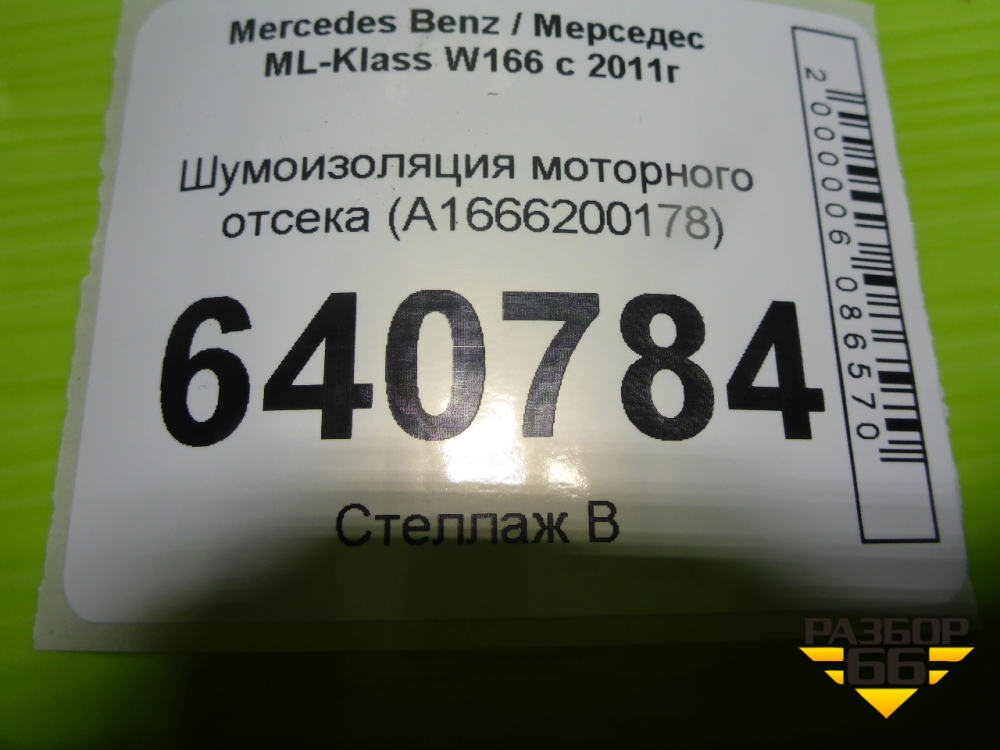 Mercedes Benz / Мерседес
ML-Klass W166 с 2011г
Шумоизоляция моторного
отсека (A1666200178)
640784
Стеллаж В
2000006086570
РАЗБОР
66